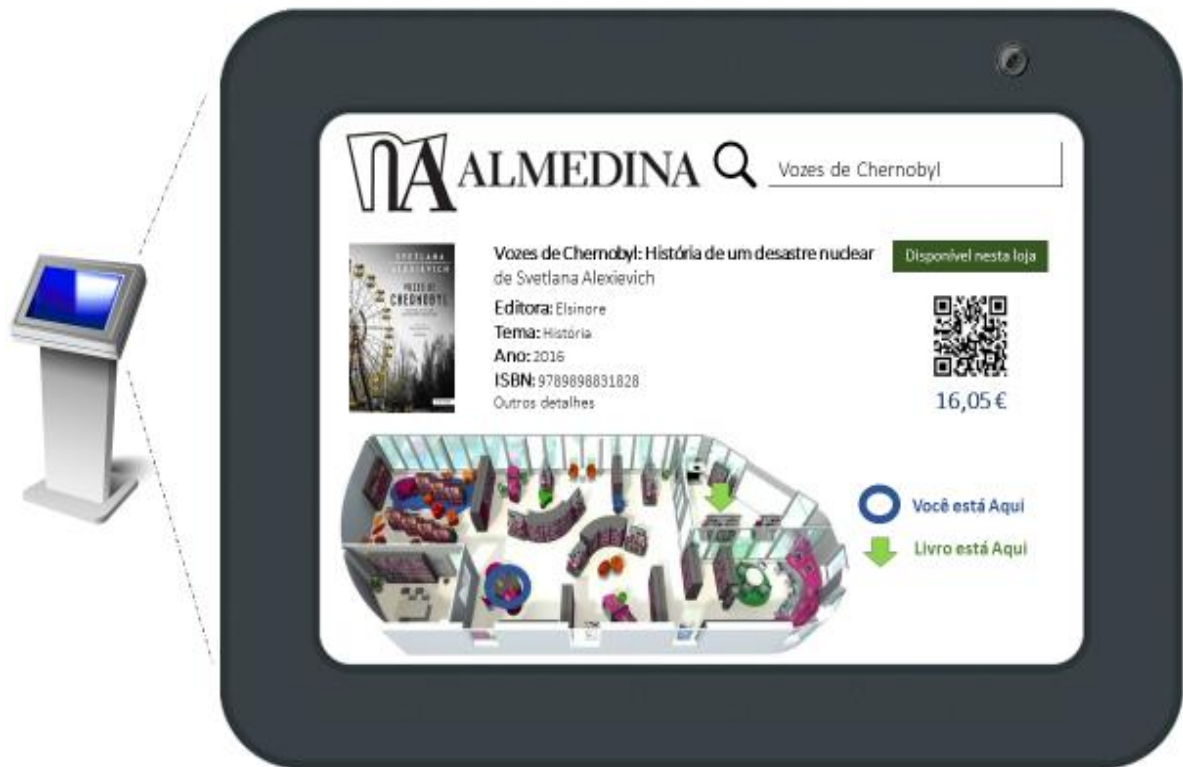 NA ALMEDINA
Vozes de Chernobyl
SVETLANA
ALEXIEVICH
VOZES DE
CHERNOBYL
Vozes de Chernobyl: História de um desastre nuclear
de Svetlana Alexievich
Disponível nesta loja
Editora: Elsinore
Tema: História
Ano: 2016
ISBN: 9789898831828
Outros detalhes
16,05 €
Você está Aqui
Livro está Aqui